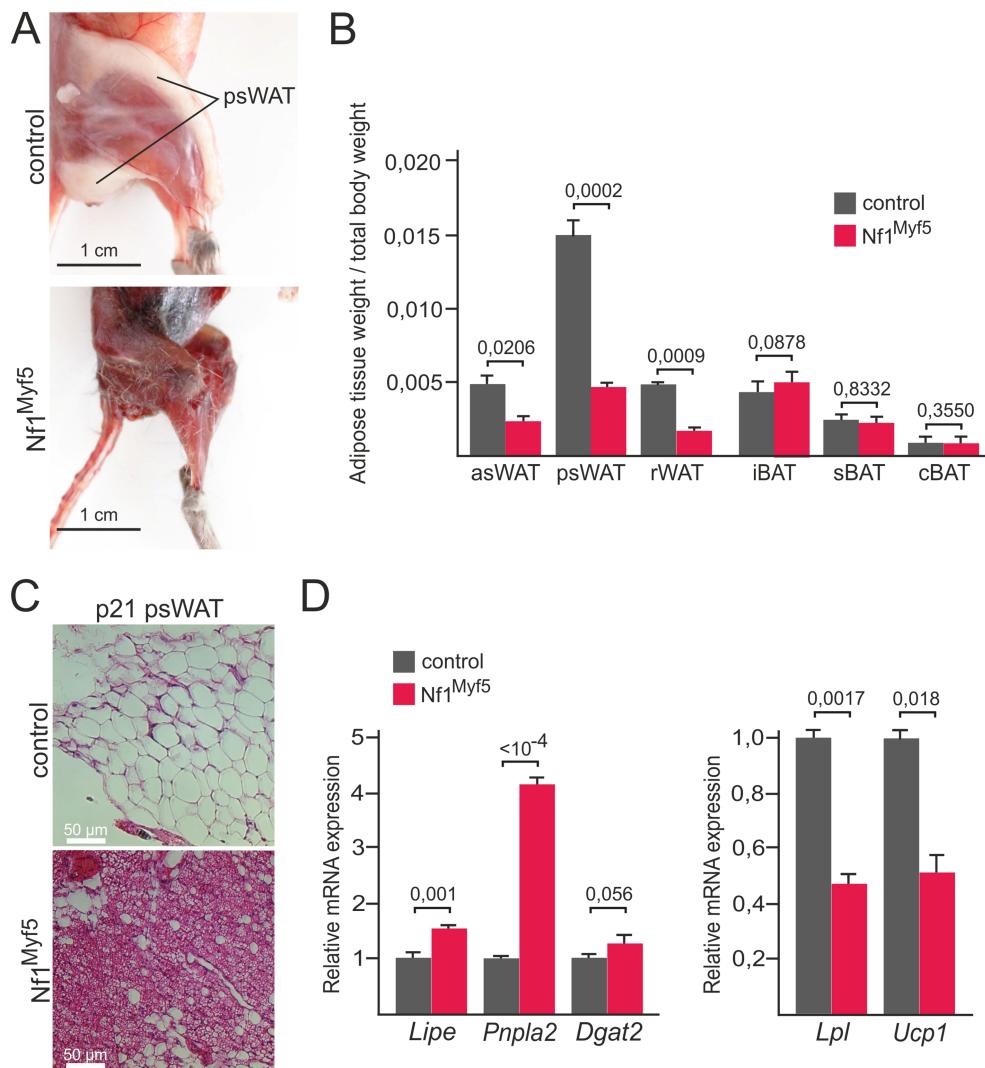 A
control
psWAT
1 cm
Nf1Myf5
1 cm
B
Adipose tissue weight / total body weight
0,020
0,015
0,010
0,005
control
Nf1Myf5
0,0206
0,0002
0,0009
0,0878
0,8332
0,3550
asWAT psWAT rWAT iBAT sBAT cBAT
C
p21 psWAT
control
50 µm
Nf1Myf5
50 µm
D
control
Nf1Myf5
Relative mRNA expression
5
4
3
2
1
0,001
<10-4
0,056
Lipe Pnpla2 Dgat2
Relative mRNA expression
1,0
0,8
0,6
0,4
0,2
0,0017
0,018
Lpl Ucp1